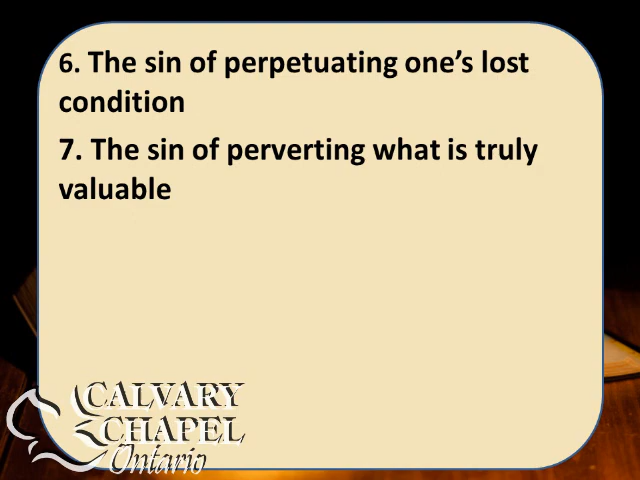 6. The sin of perpetuating one’s lost
condition
7. The sin of perverting what is truly
valuable
CALVARY
CHAPEL
Ontario